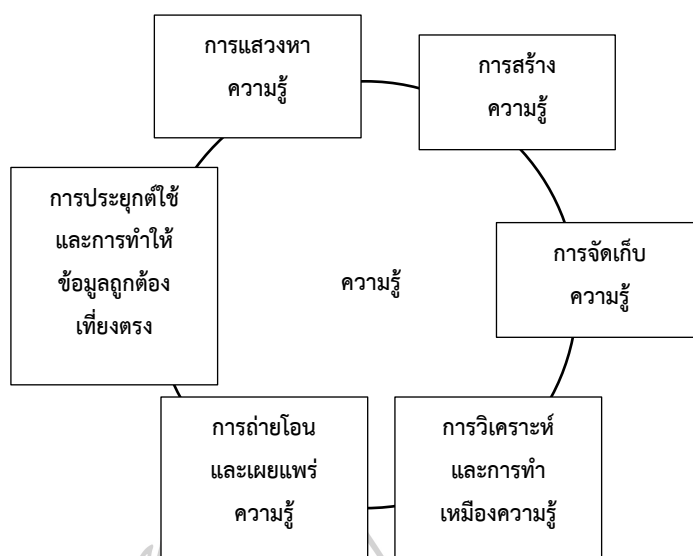 การแสวงหา
ความรู้
การสร้าง
ความรู้
การจัดเก็บ
ความรู้
การวิเคราะห์
และการทำ
เหมืองความรู้
การถ่ายโอน
และเผยแพร่
ความรู้
การประยุกต์ใช้
และการทำให้
ข้อมูลถูกต้อง
เที่ยงตรง
ความรู้